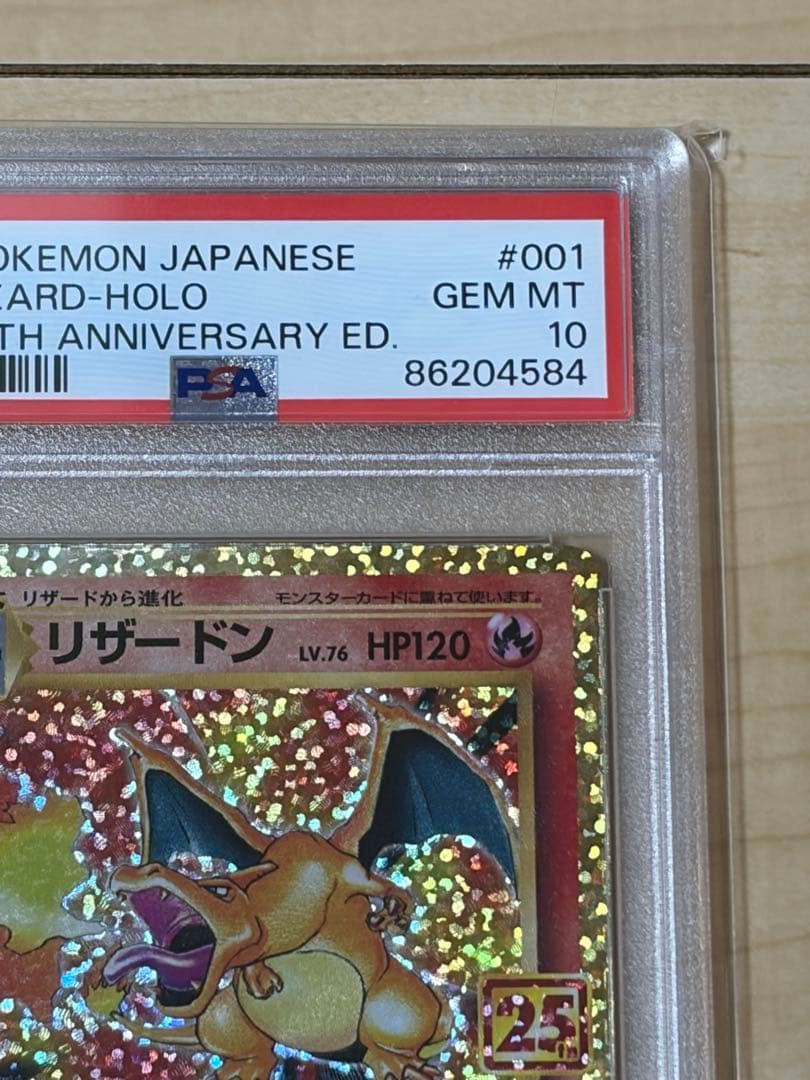 OKEMON JAPANESE #001
ZARD-HOLO GEM MT
TH ANNIVERSARY ED. 10
PSA 86204584
リザードから進化 モンスターカードに重ねて使います。
リザードン LV.76 HP120
25th